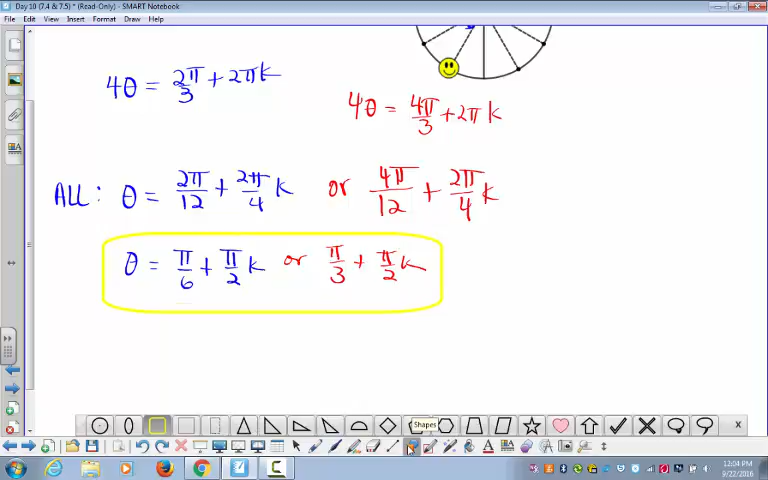 Day 10 (7.4 & 7.5) * (Read-Only) - SMART Notebook
File Edit View Insert Format Tools Draw Help
4θ = 2π/3 + 2πk
4θ = 4π/3 + 2πk
ALL: θ = 2π/12 + 2π/4 k or 4π/12 + 2π/4 k
θ = π/6 + π/2 k or π/3 + π/2 k
Shapes
12:04 PM
9/22/2016